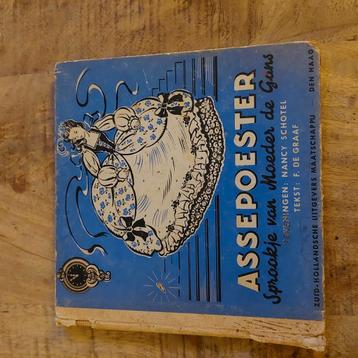 ASSEPOESTER
Sprookje van Moeder de Gans
TEKENINGEN: NANCY SCHOTEL
TEKST: F. DE GRAAF
ZUID-HOLLANDSCHE UITGEVERS MAATSCHAPPIJ - DEN HAAG